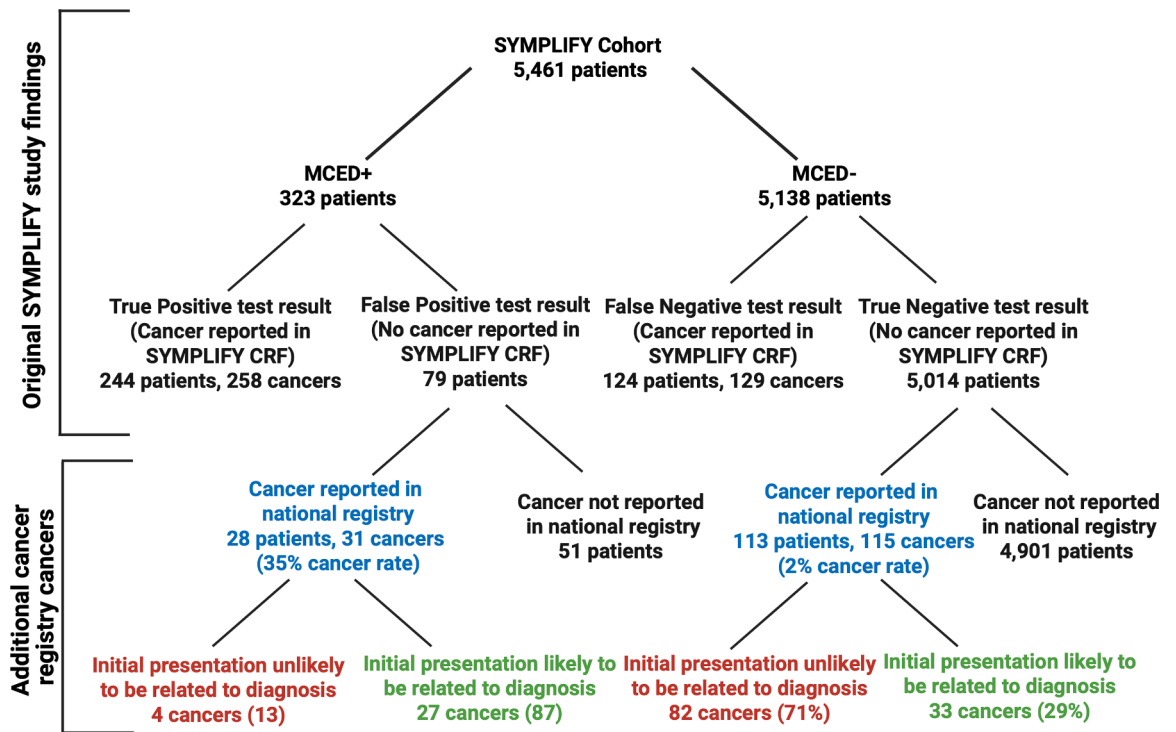 Original SYMPLIFY study findings
SYMPLIFY Cohort
5,461 patients
MCED+
323 patients
MCED-
5,138 patients
True Positive test result
(Cancer reported in
SYMPLIFY CRF)
244 patients, 258 cancers
False Positive test result
(No cancer reported in
SYMPLIFY CRF)
79 patients
False Negative test result
(Cancer reported in
SYMPLIFY CRF)
124 patients, 129 cancers
True Negative test result
(No cancer reported in
SYMPLIFY CRF)
5,014 patients
Additional cancer
registry cancers
Cancer reported in
national registry
28 patients, 31 cancers
(35% cancer rate)
Cancer not reported
in national registry
51 patients
Cancer reported in
national registry
113 patients, 115 cancers
(2% cancer rate)
Cancer not reported
in national registry
4,901 patients
Initial presentation unlikely
to be related to diagnosis
4 cancers (13)
Initial presentation likely to
be related to diagnosis
27 cancers (87)
Initial presentation unlikely
to be related to diagnosis
82 cancers (71%)
Initial presentation likely to
be related to diagnosis
33 cancers (29%)